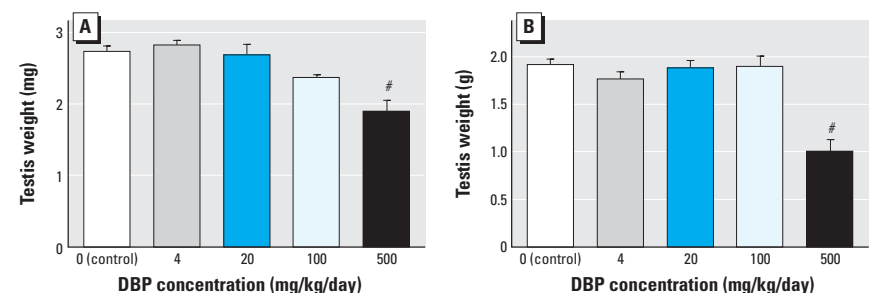 A
Testis weight (mg)
3
2
1
0
#
0 (control) 4 20 100 500
DBP concentration (mg/kg/day)
B
Testis weight (g)
2.0
1.5
1.0
0.5
0
#
0 (control) 4 20 100 500
DBP concentration (mg/kg/day)